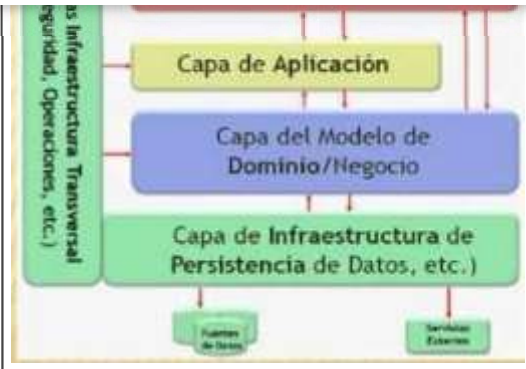 as Infraestructura Transversal
eguridad, Operaciones, etc.)
Capa de Aplicación
Capa del Modelo de
Dominio/Negocio
Capa de Infraestructura de
Persistencia de Datos, etc.)
Fuentes
de Datos
Servicios
Externos